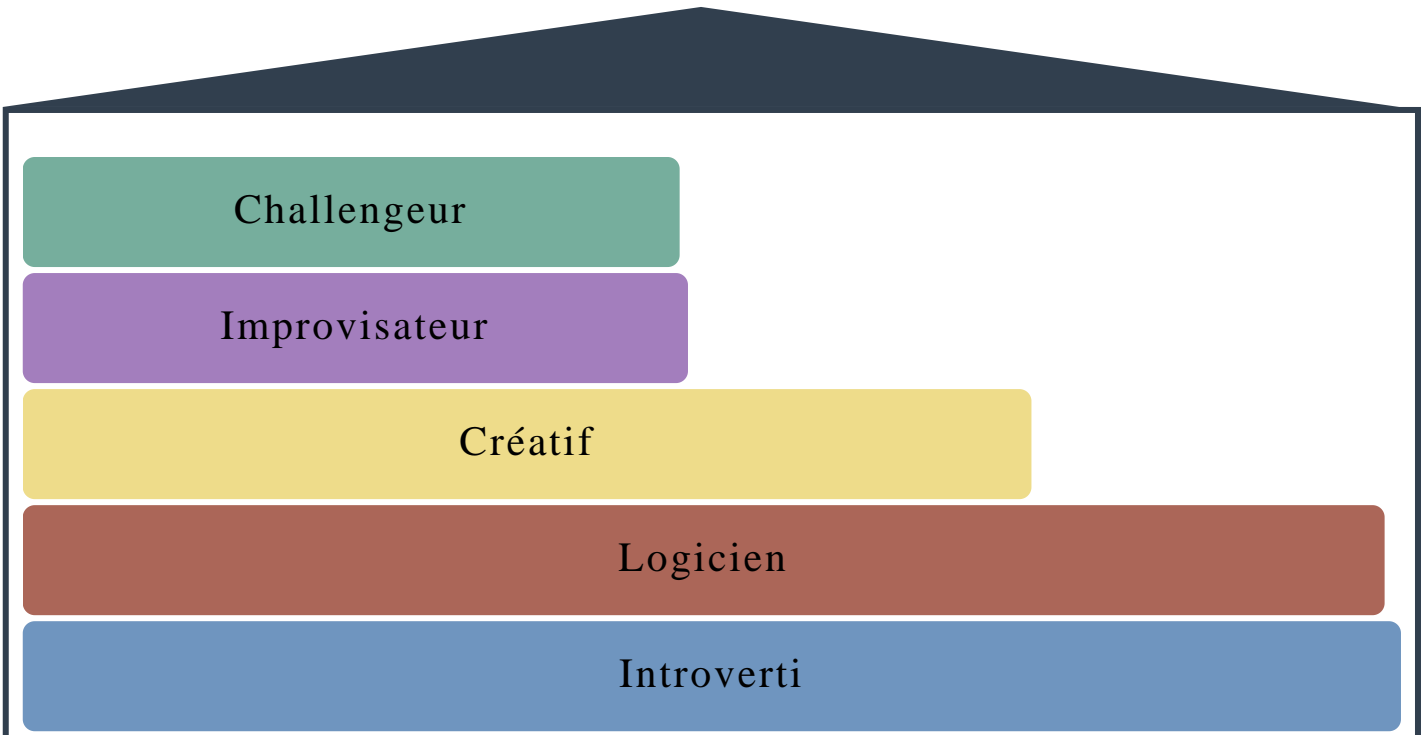 Challengeur
Improvisateur
Créatif
Logicien
Introverti